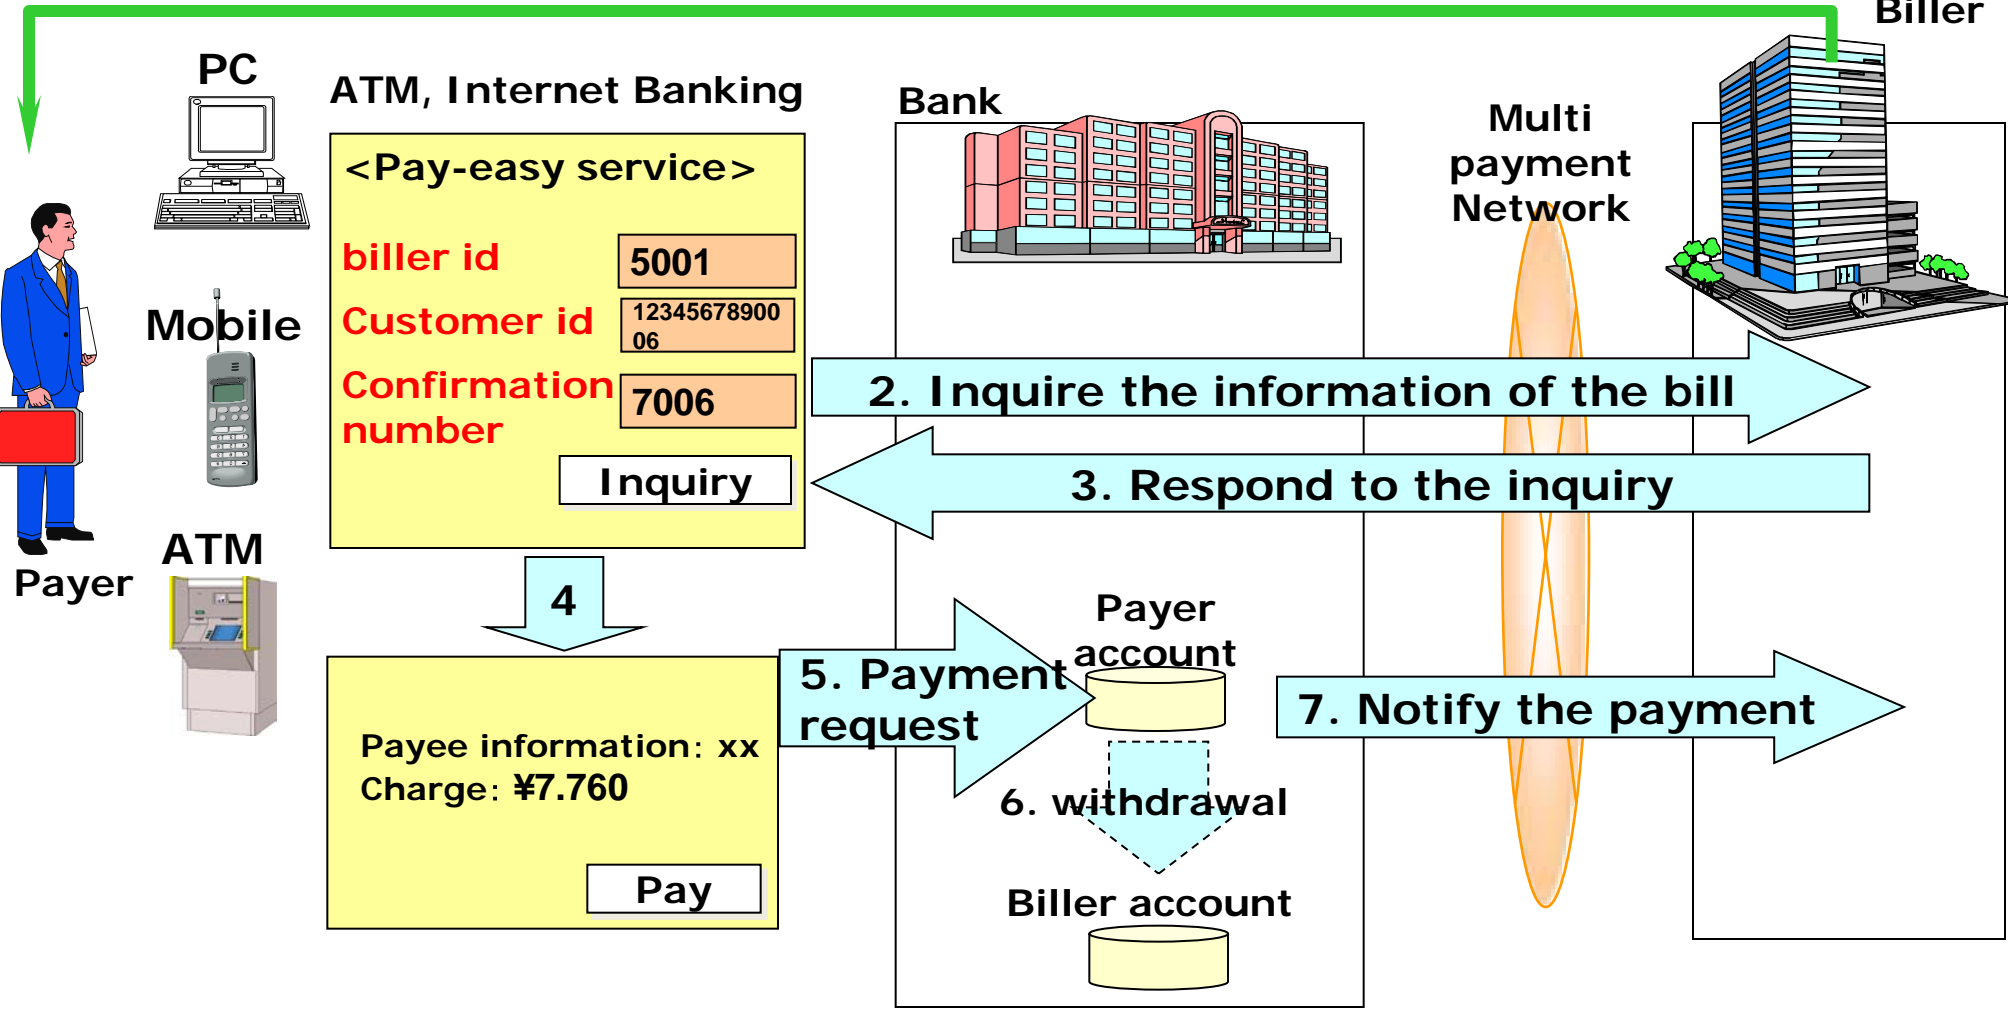 Biller
PC
ATM, Internet Banking
Bank
Multi
payment
Network
<Pay-easy service>
biller id
5001
Customer id
12345678900
06
Confirmation
number
7006
Inquiry
Mobile
ATM
Payer
2. Inquire the information of the bill
3. Respond to the inquiry
4
Payee information: xx
Charge: ¥7.760
Pay
5. Payment
request
Payer
account
6. withdrawal
Biller account
7. Notify the payment